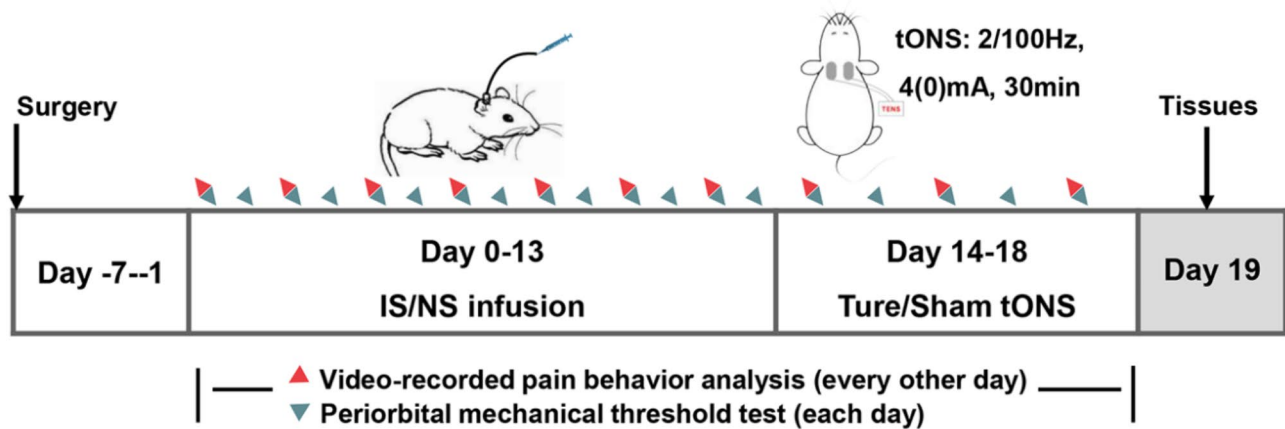 tONS: 2/100Hz,
4(0)mA, 30min
TENS
Surgery
Tissues
Day -7--1
Day 0-13
IS/NS infusion
Day 14-18
Ture/Sham tONS
Day 19
Video-recorded pain behavior analysis (every other day)
Periorbital mechanical threshold test (each day)